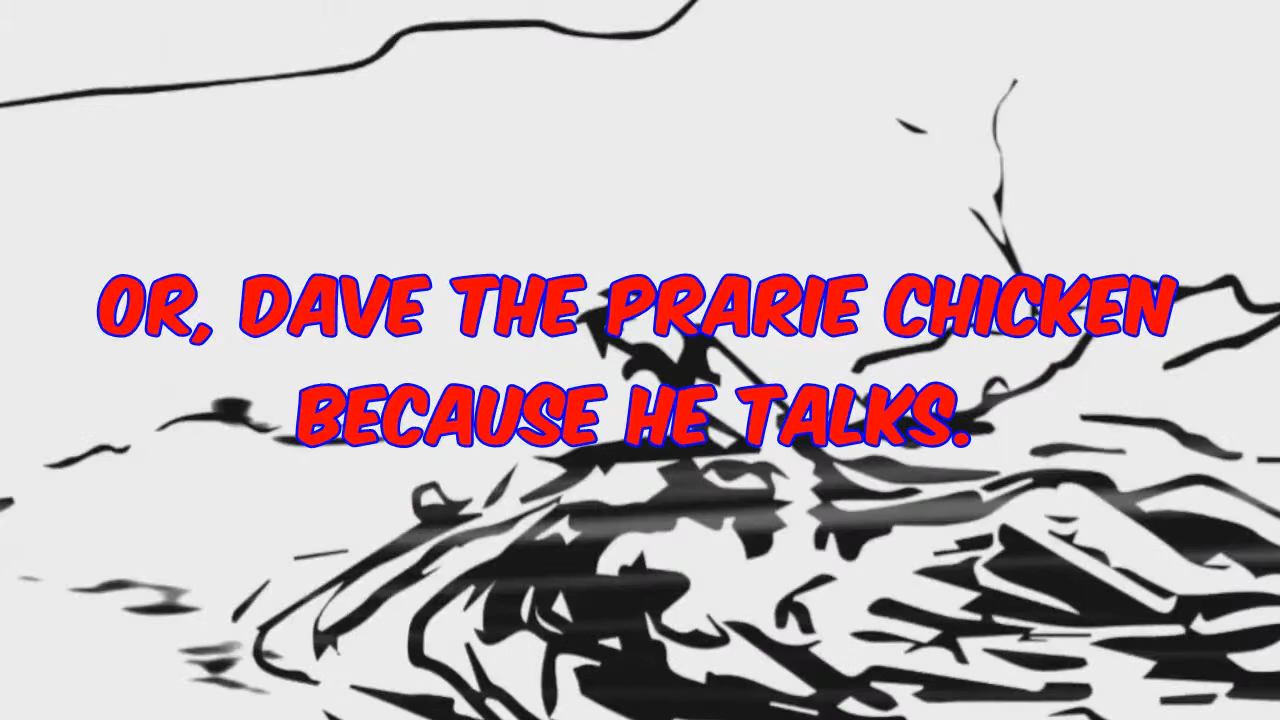 OR, DAVE THE PRARIE CHICKEN
BECAUSE HE TALKS.